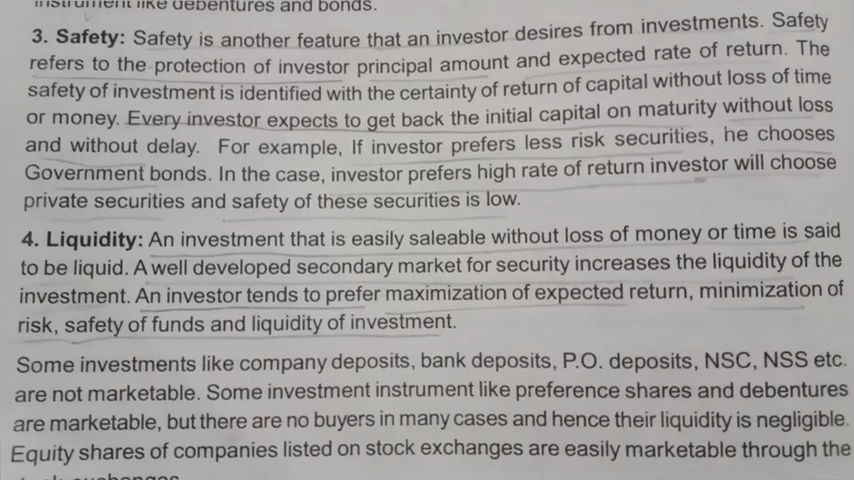 instrument like debentures and bonds.
3. Safety: Safety is another feature that an investor desires from investments. Safety
refers to the protection of investor principal amount and expected rate of return. The
safety of investment is identified with the certainty of return of capital without loss of time
or money. Every investor expects to get back the initial capital on maturity without loss
and without delay. For example, If investor prefers less risk securities, he chooses
Government bonds. In the case, investor prefers high rate of return investor will choose
private securities and safety of these securities is low.
4. Liquidity: An investment that is easily saleable without loss of money or time is said
to be liquid. A well developed secondary market for security increases the liquidity of the
investment. An investor tends to prefer maximization of expected return, minimization of
risk, safety of funds and liquidity of investment.
Some investments like company deposits, bank deposits, P.O. deposits, NSC, NSS etc.
are not marketable. Some investment instrument like preference shares and debentures
are marketable, but there are no buyers in many cases and hence their liquidity is negligible.
Equity shares of companies listed on stock exchanges are easily marketable through the
exchanges